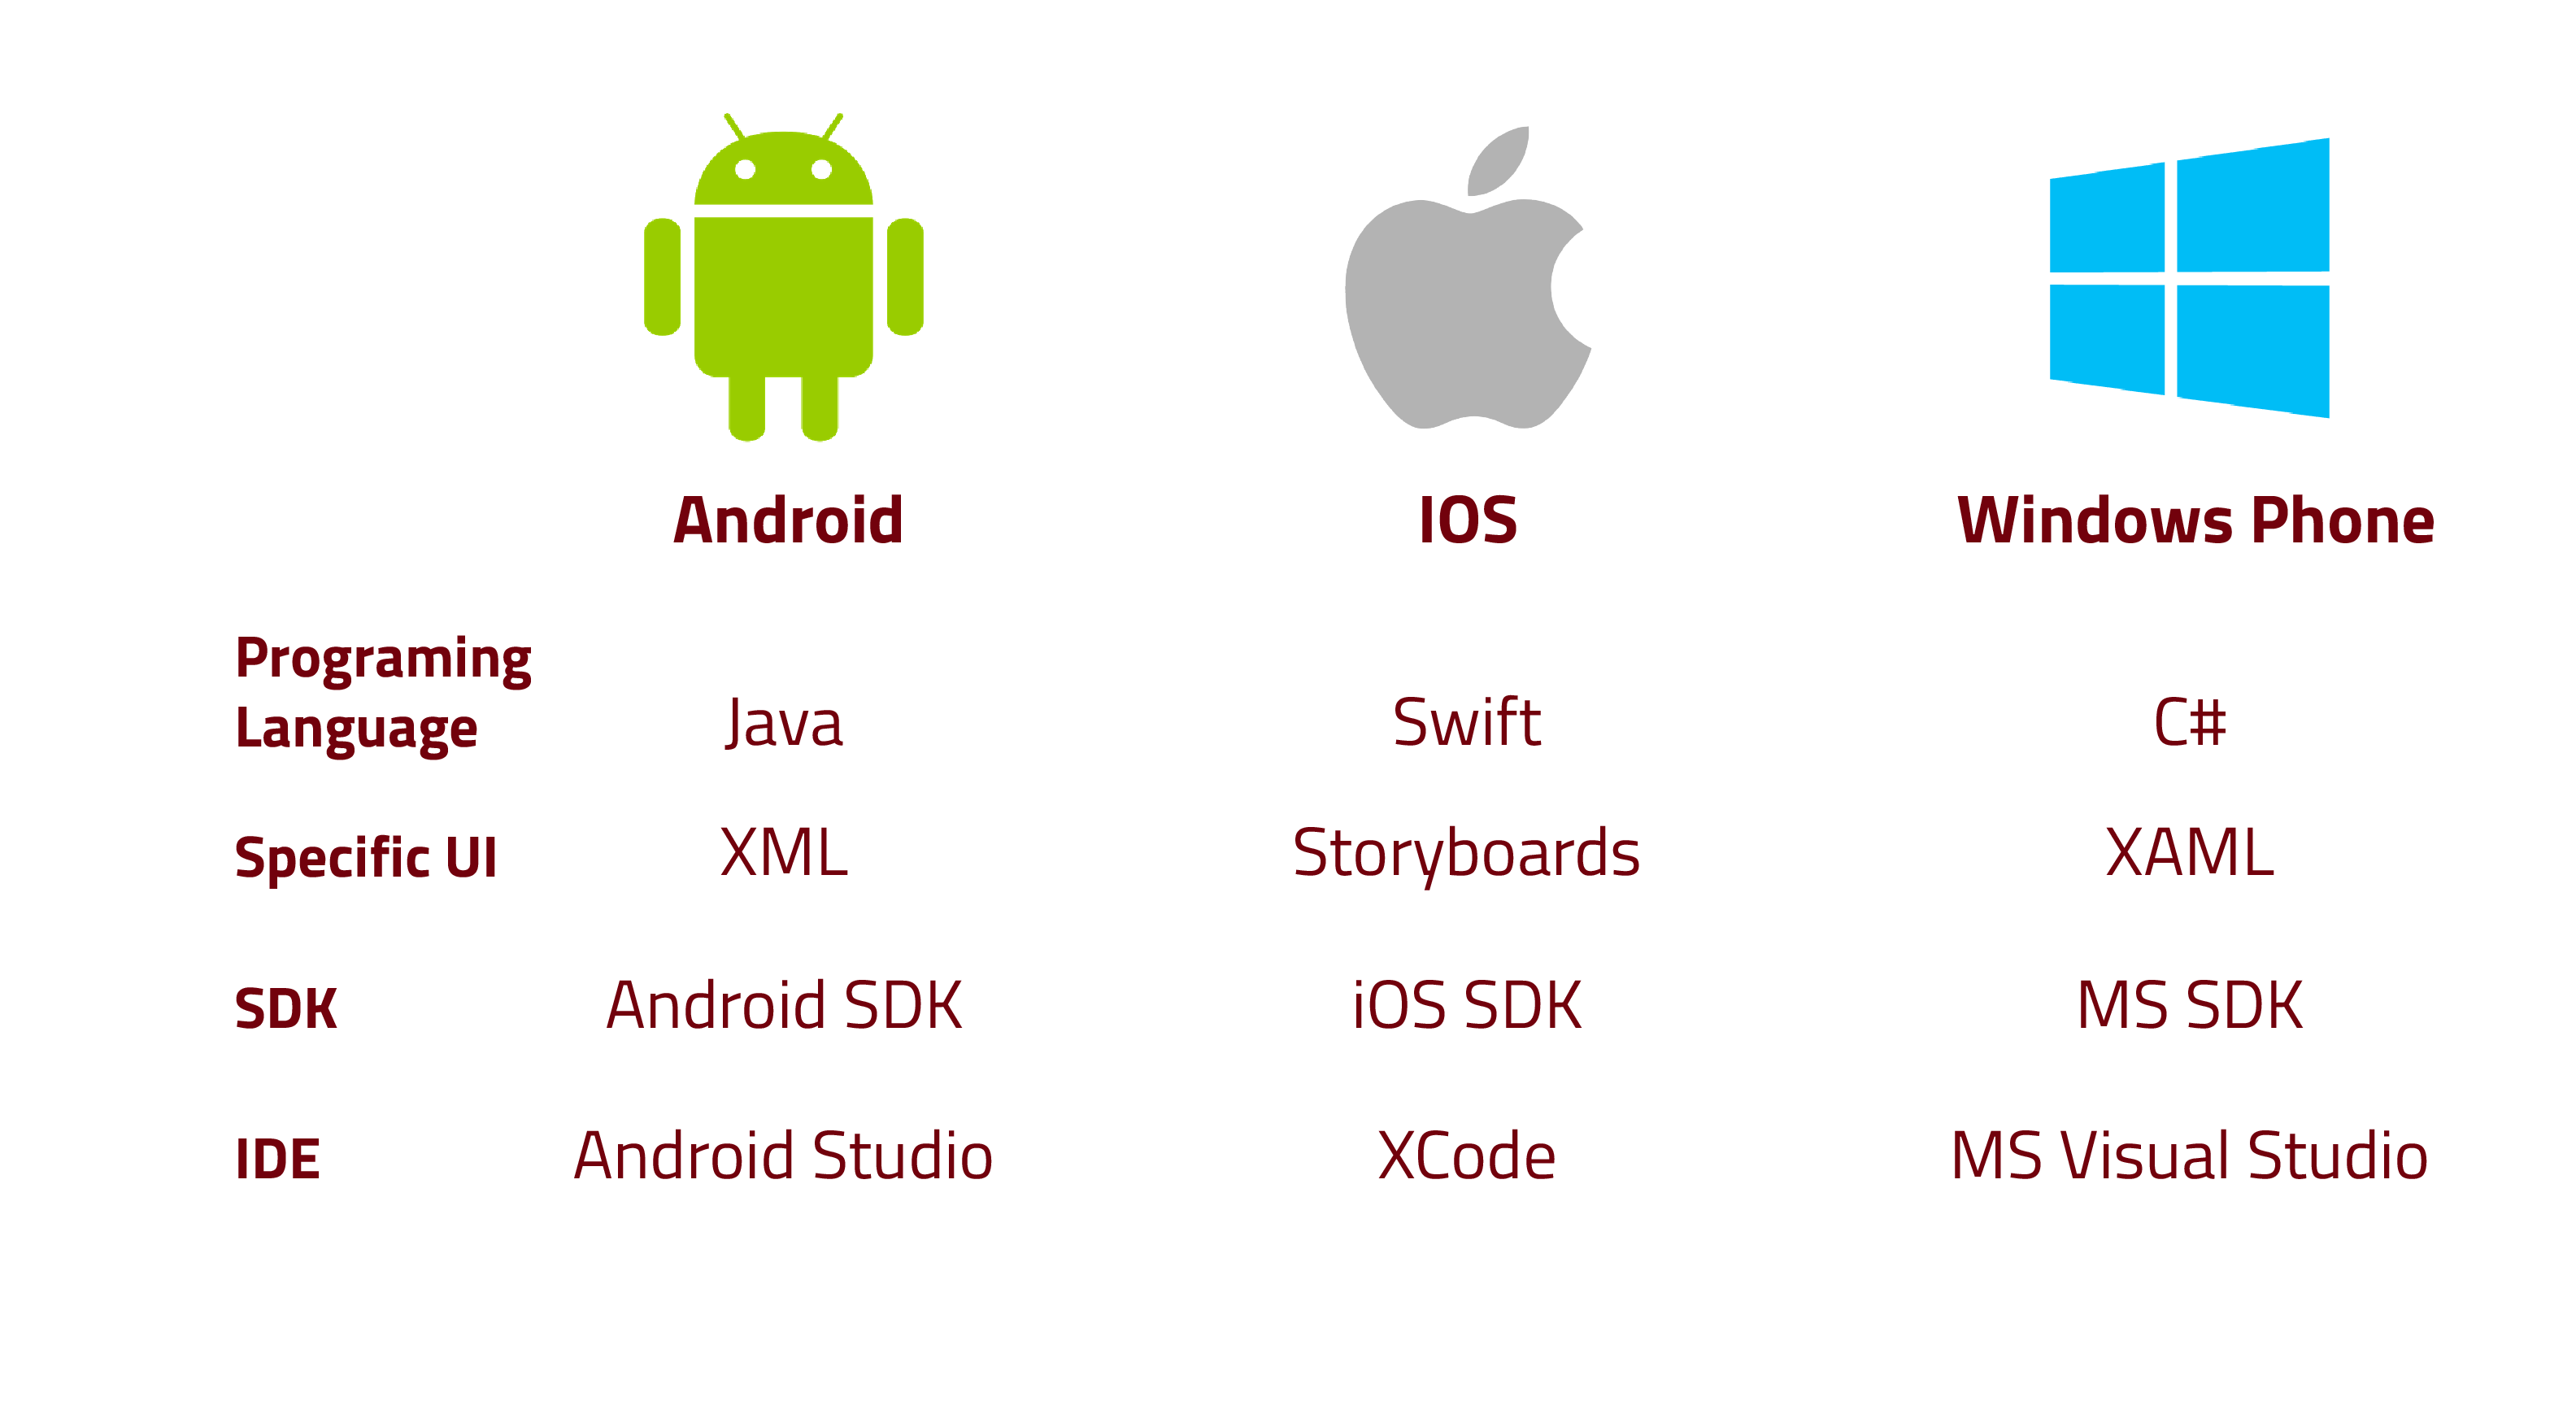 Android IOS Windows Phone
Programing
Language Java Swift C#
Specific UI XML Storyboards XAML
SDK Android SDK iOS SDK MS SDK
IDE Android Studio XCode MS Visual Studio